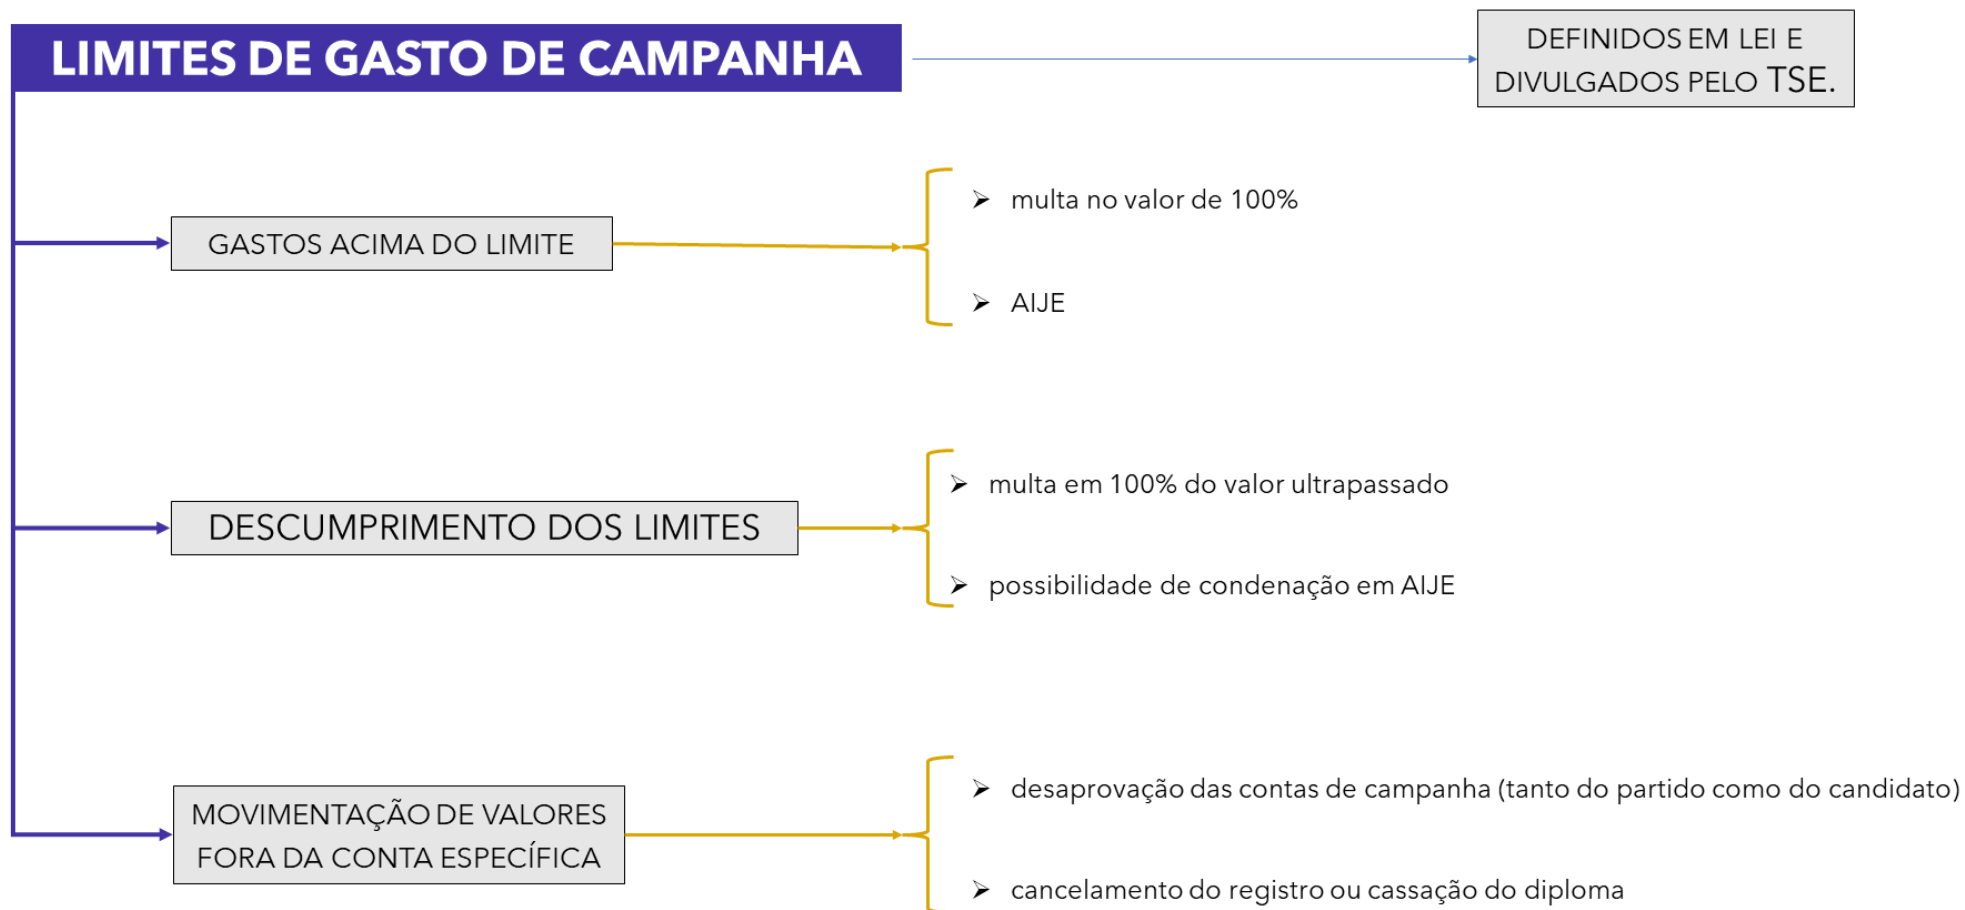 LIMITES DE GASTO DE CAMPANHA
DEFINIDOS EM LEI E
DIVULGADOS PELO TSE.
GASTOS ACIMA DO LIMITE
➢ multa no valor de 100%
➢ AIJE
DESCUMPRIMENTO DOS LIMITES
➢ multa em 100% do valor ultrapassado
➢ possibilidade de condenação em AIJE
MOVIMENTAÇÃO DE VALORES
FORA DA CONTA ESPECÍFICA
➢ desaprovação das contas de campanha (tanto do partido como do candidato)
➢ cancelamento do registro ou cassação do diploma